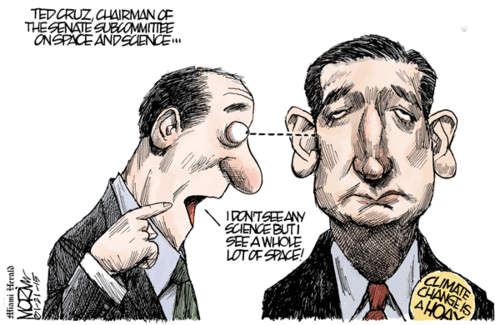 TED CRUZ, CHAIRMAN OF
THE SENATE SUBCOMMITTEE
ON SPACE AND SCIENCE...
I DON'T SEE ANY
SCIENCE BUT I
SEE A WHOLE
LOT OF SPACE!
CLIMATE
CHANGE IS
A HOAX
Miami Herald
MORIN